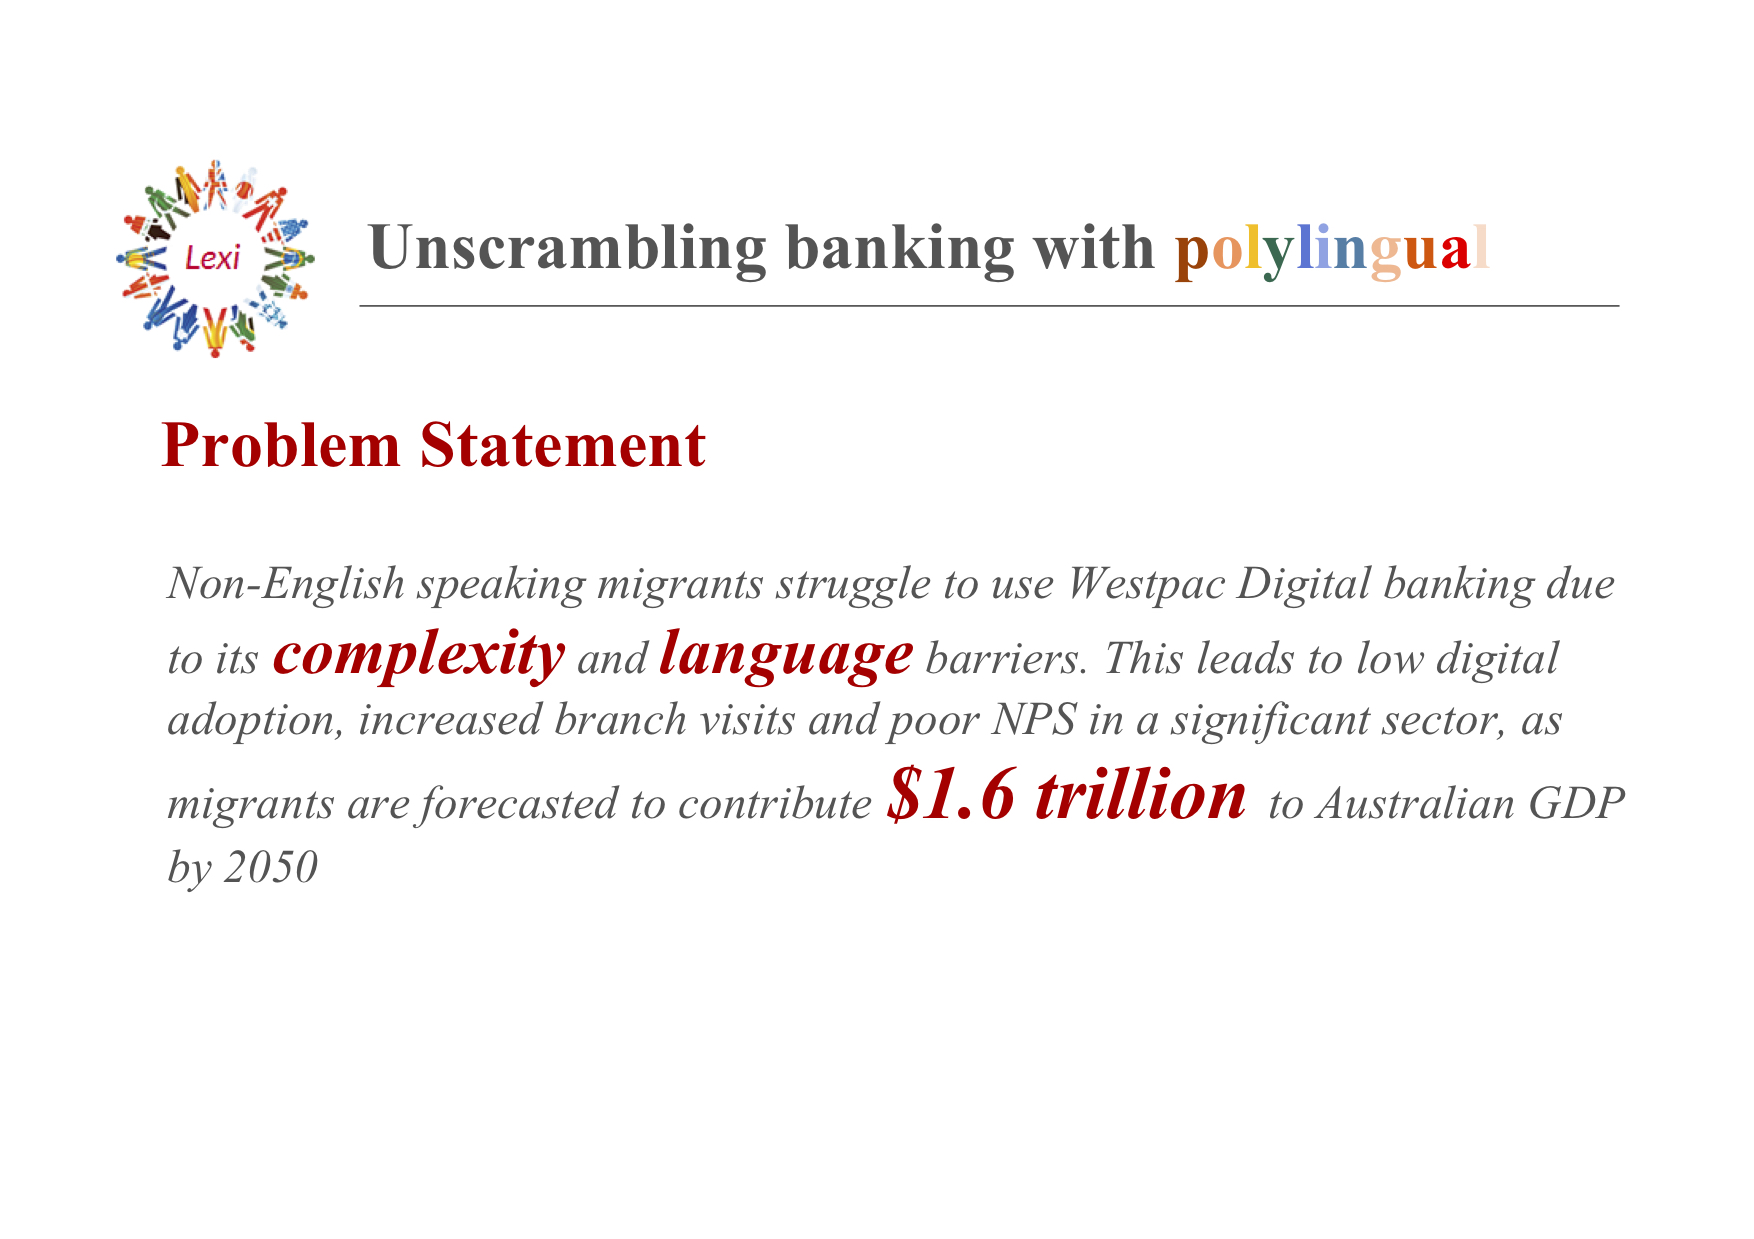 Lexi
Unscrambling banking with polylingual
Problem Statement
Non-English speaking migrants struggle to use Westpac Digital banking due
to its complexity and language barriers. This leads to low digital
adoption, increased branch visits and poor NPS in a significant sector, as
migrants are forecasted to contribute $1.6 trillion to Australian GDP
by 2050